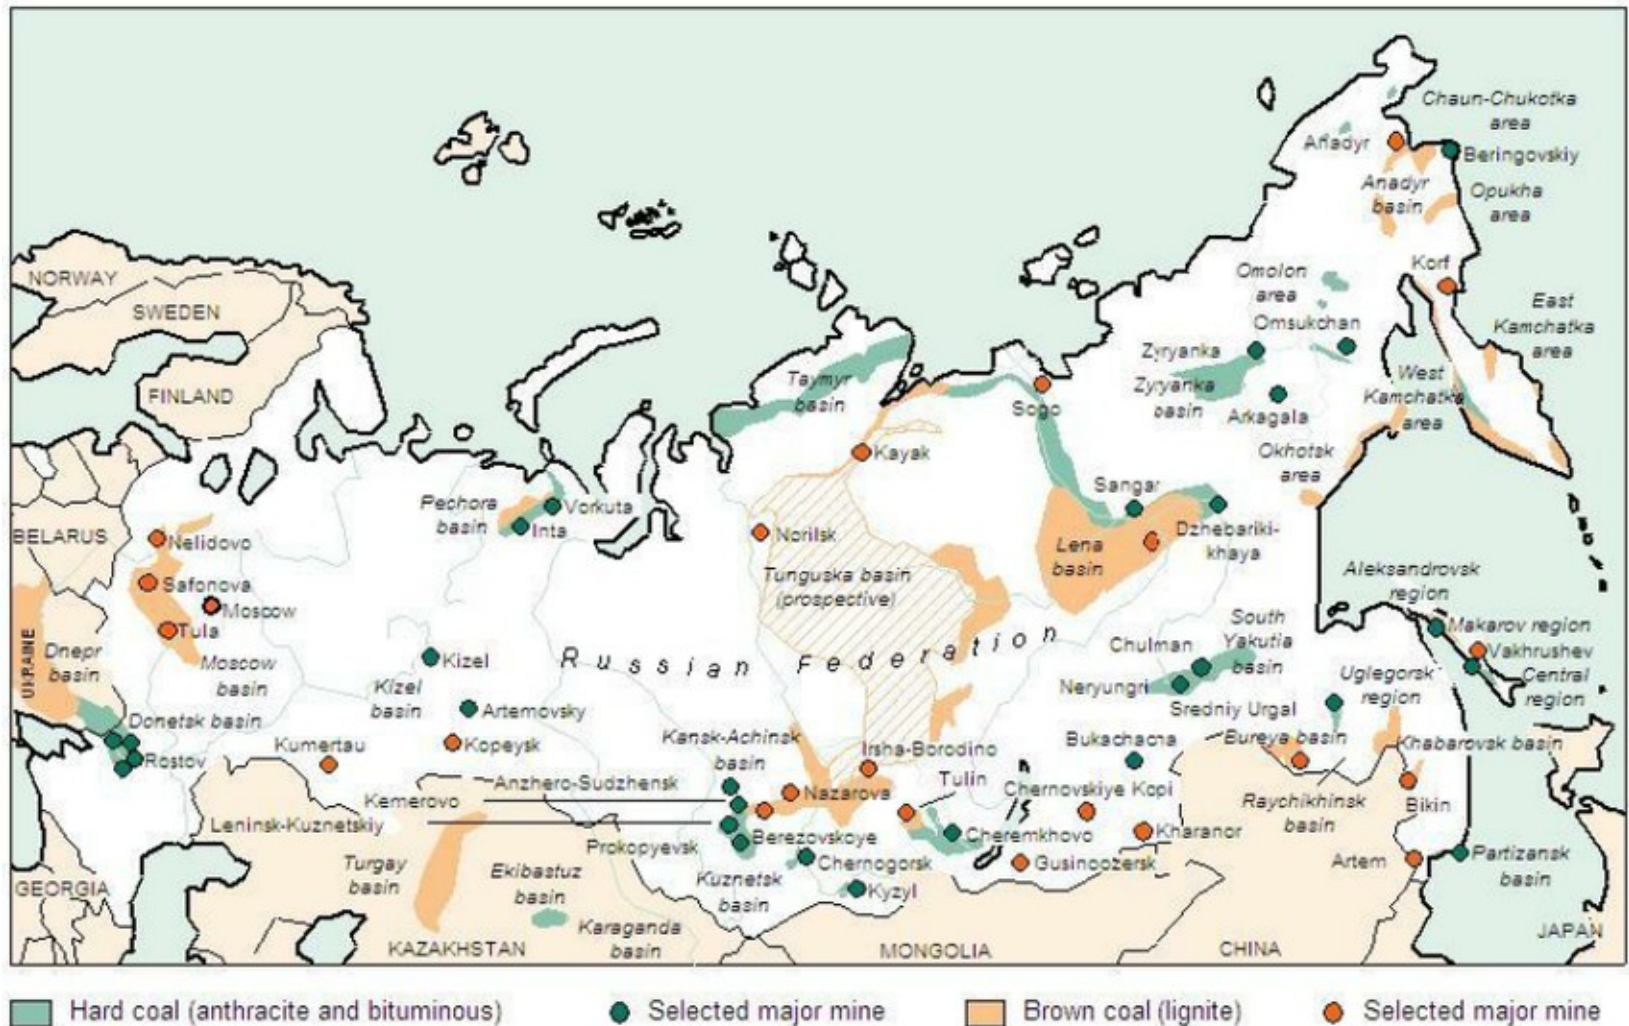 Chaun-Chukotka
area
Anadyr
Beringovskiy
Anadyr
basin
Opukha
area
NORWAY
SWEDEN
FINLAND
Korf
Omolon
area
Omsukchan
East
Kamchatka
area
Zyryanka
Zyryanka
basin
Arkagala
West
Kamchatka
area
Okhotsk
area
Taymyr
basin
Sogo
Kayak
Pechora
basin
Vorkuta
Inta
Norilsk
Sangar
Dzhebariki-
khaya
Lena
basin
BELARUS
Nelidovo
Safonova
Moscow
Tula
Moscow
basin
UKRAINE
Dnepr
basin
Tunguska basin
(prospective)
Aleksandrovsk
region
Makarov region
Vakhrushev
Central
region
Uglegorsk
region
South
Yakutia
basin
Chulman
Neryungri
Russian Federation
Kizel
Kizel
basin
Artemovsky
Kopeysk
Donetsk basin
Rostov
Kumertau
Kansk-Achinsk
basin
Irsha-Borodino
Sredniy Urgal
Bureya basin
Khabarovsk basin
Bukachacha
Anzhero-Sudzhensk
Kemerovo
Leninsk-Kuznetskiy
Prokopyevsk
Nazarova
Berezovskoye
Tulin
Chernovskiye Kopi
Cheremkhovo
Kharanor
Gusinoozersk
Raychikhinsk
basin
Bikin
Artem
Partizansk
basin
Chernogorsk
Kyzyl
Kuznetsk
basin
Turgay
basin
Ekibastuz
basin
Karaganda
basin
GEORGIA
KAZAKHSTAN
MONGOLIA
CHINA
JAPAN
Hard coal (anthracite and bituminous)
Selected major mine
Brown coal (lignite)
Selected major mine